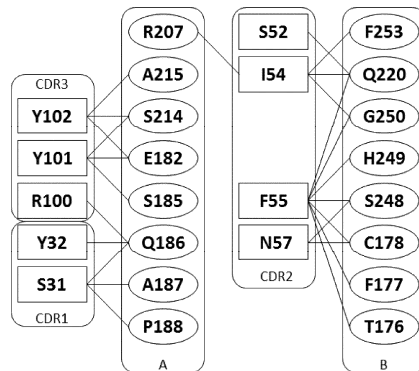 R207 S52 F253
CDR3 A215 I54 Q220
Y102 S214 G250
Y101 E182 H249
R100 S185 F55 S248
Y32 Q186 N57 C178
S31 A187 CDR2 F177
CDR1 P188 T176
A B